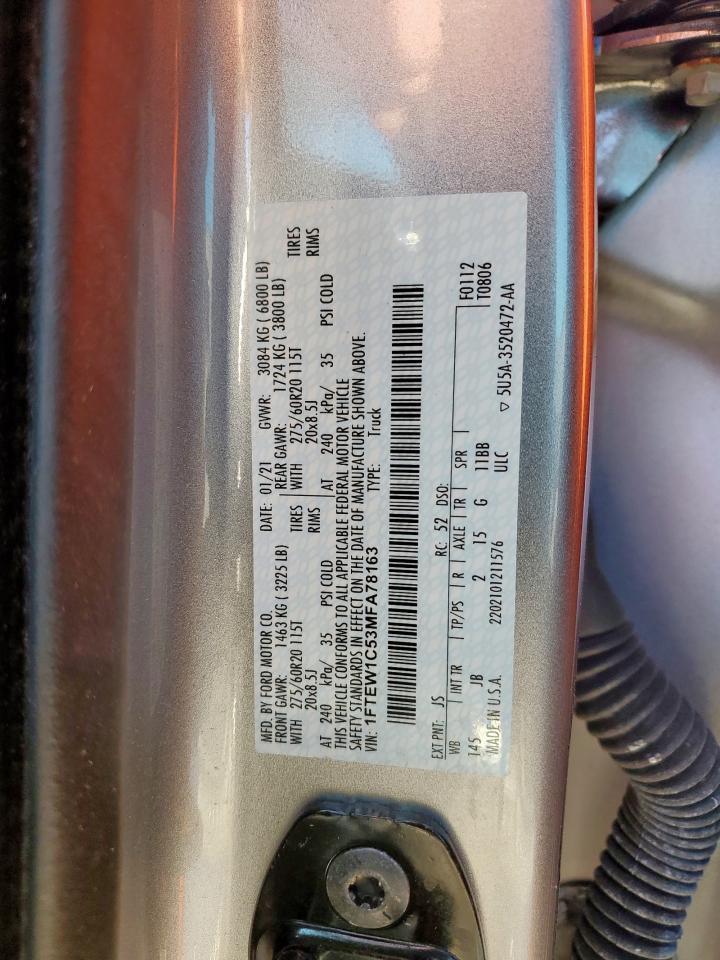 MFD. BY FORD MOTOR CO. DATE: 01/21 GVWR: 3084 KG ( 6800 LB)
FRONT GAWR: 1463 KG ( 3225 LB) REAR GAWR: 1724 KG ( 3800 LB)
WITH 275/60R20 115T TIRES WITH 275/60R20 115T TIRES
20x8.5J RIMS 20x8.5J RIMS
AT 240 kPa/ 35 PSI COLD AT 240 kPa/ 35 PSI COLD
THIS VEHICLE CONFORMS TO ALL APPLICABLE FEDERAL MOTOR VEHICLE
SAFETY STANDARDS IN EFFECT ON THE DATE OF MANUFACTURE SHOWN ABOVE.
VIN: 1FTEW1C53MFA78163 TYPE: Truck
EXT PNT: JS RC: 52 DSO: F0112
WB INT TR TP/PS R AXLE TR SPR T0806
145 JB 2 15 G 11BB
MADE IN U.S.A. 2202101211576 ULC
▽ 5U5A-3520472-AA